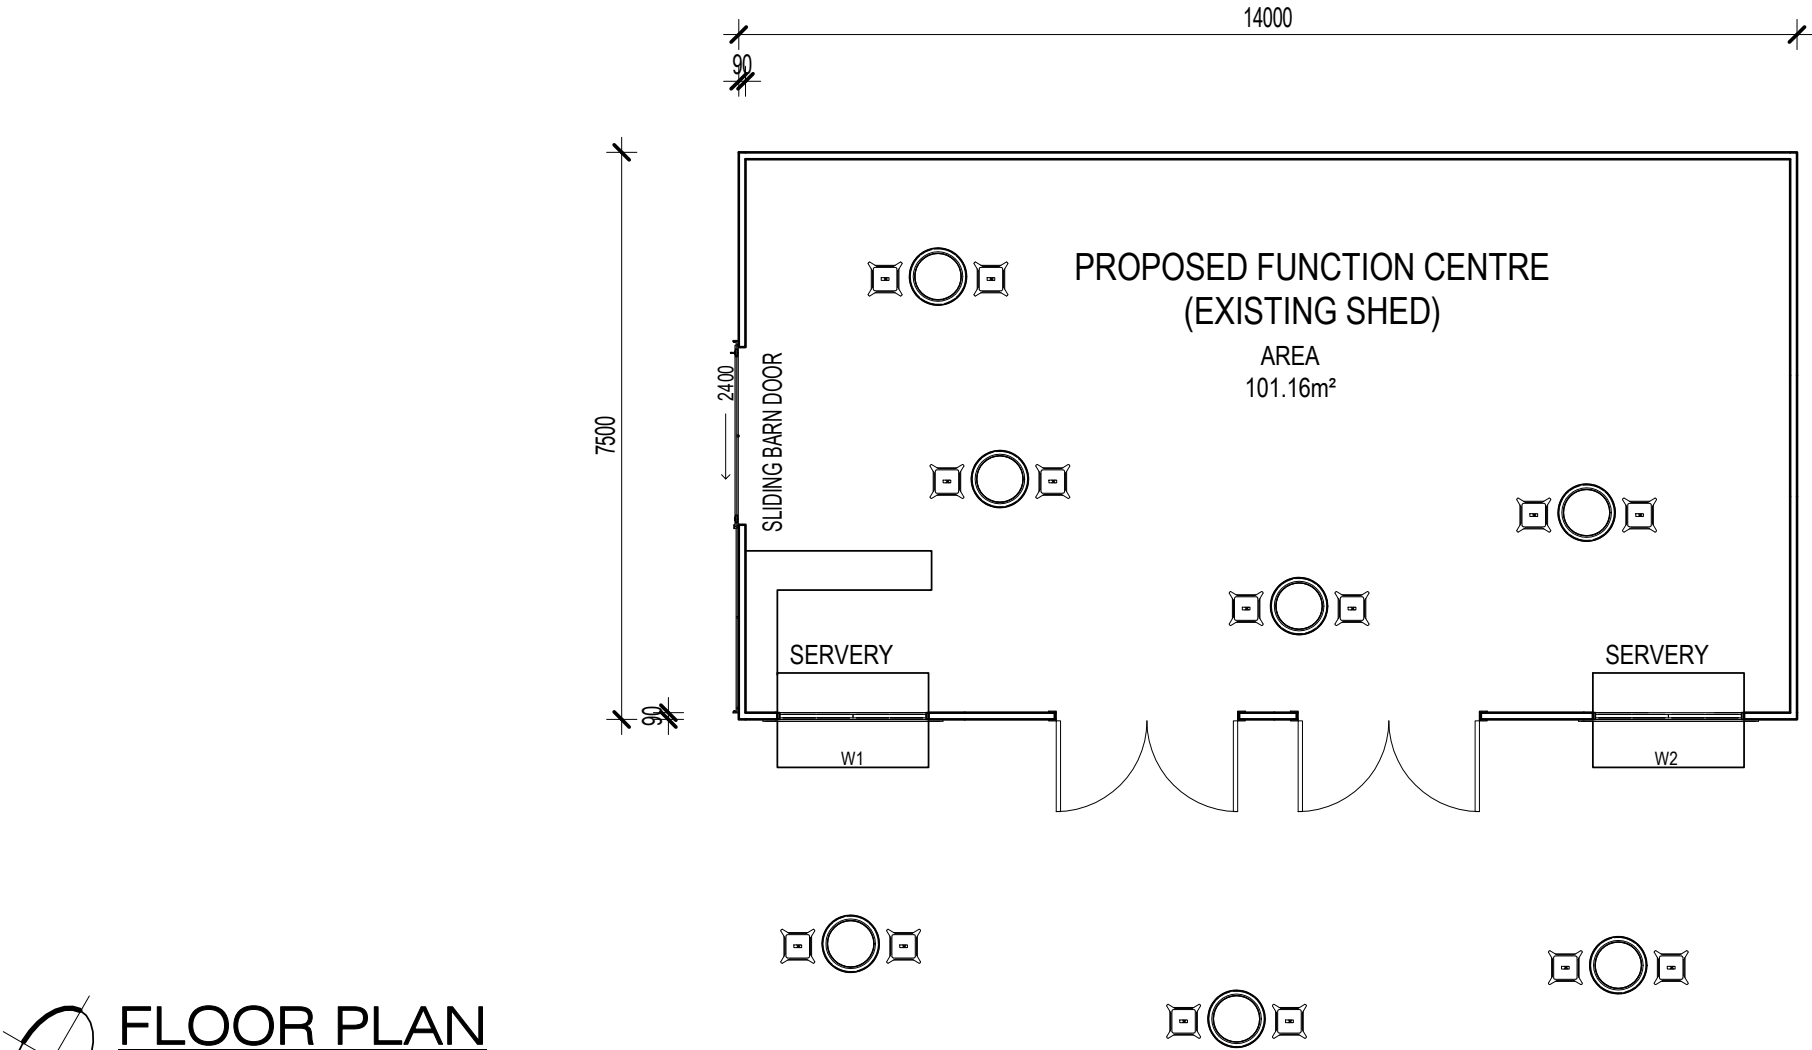 14000
90
PROPOSED FUNCTION CENTRE
(EXISTING SHED)
AREA
101.16m²
2400
SLIDING BARN DOOR
7500
SERVERY
SERVERY
90
W1
W2
FLOOR PLAN